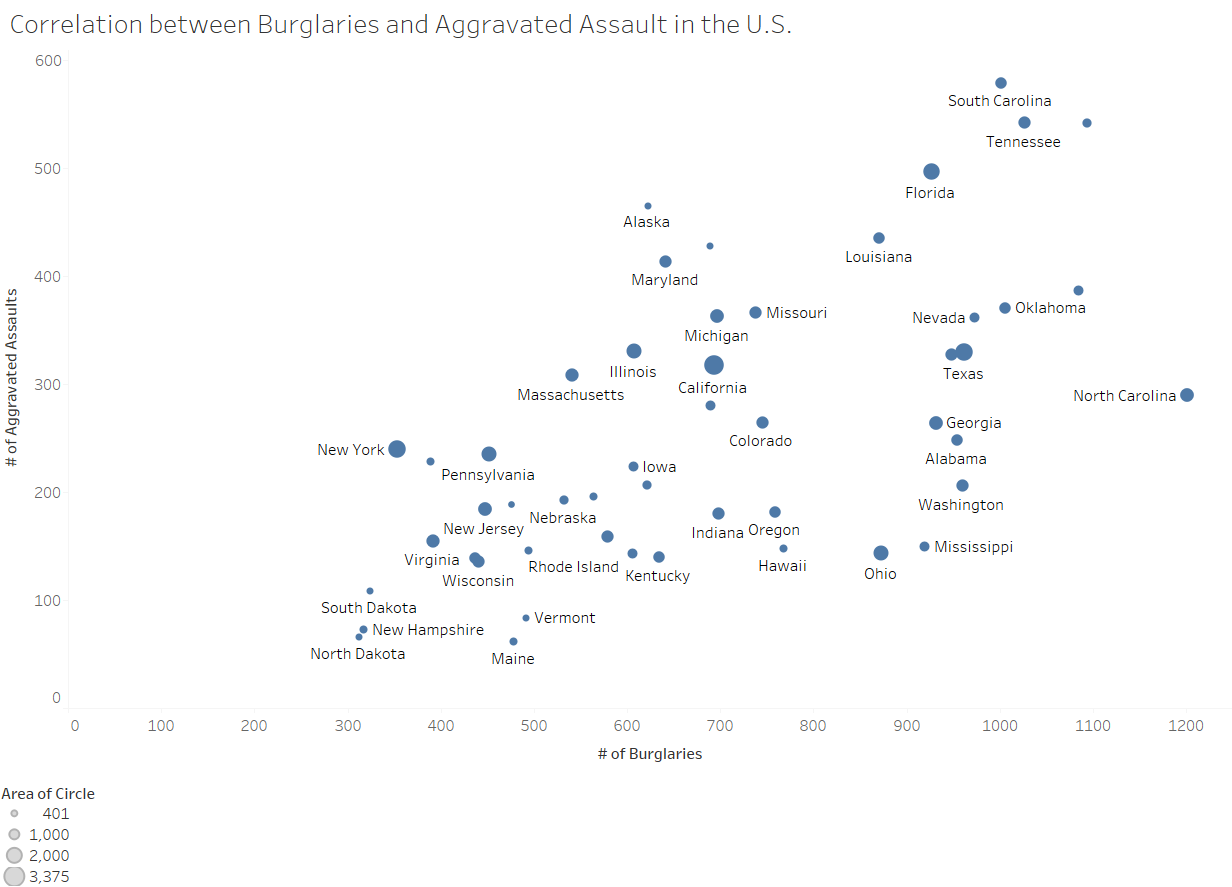 Correlation between Burglaries and Aggravated Assault in the U.S.
600
South Carolina
Tennessee
500
Florida
Alaska
Louisiana
Maryland
400
Nevada
Oklahoma
Missouri
Michigan
Illinois
Texas
300
California
Massachusetts
North Carolina
Georgia
Colorado
New York
Alabama
Iowa
Pennsylvania
200
Washington
Nebraska
New Jersey
Indiana
Oregon
Mississippi
Virginia
Rhode Island
Hawaii
Ohio
Kentucky
Wisconsin
100
South Dakota
Vermont
New Hampshire
North Dakota
Maine
0
# of Aggravated Assaults
0 100 200 300 400 500 600 700 800 900 1000 1100 1200
# of Burglaries
Area of Circle
401
1,000
2,000
3,375